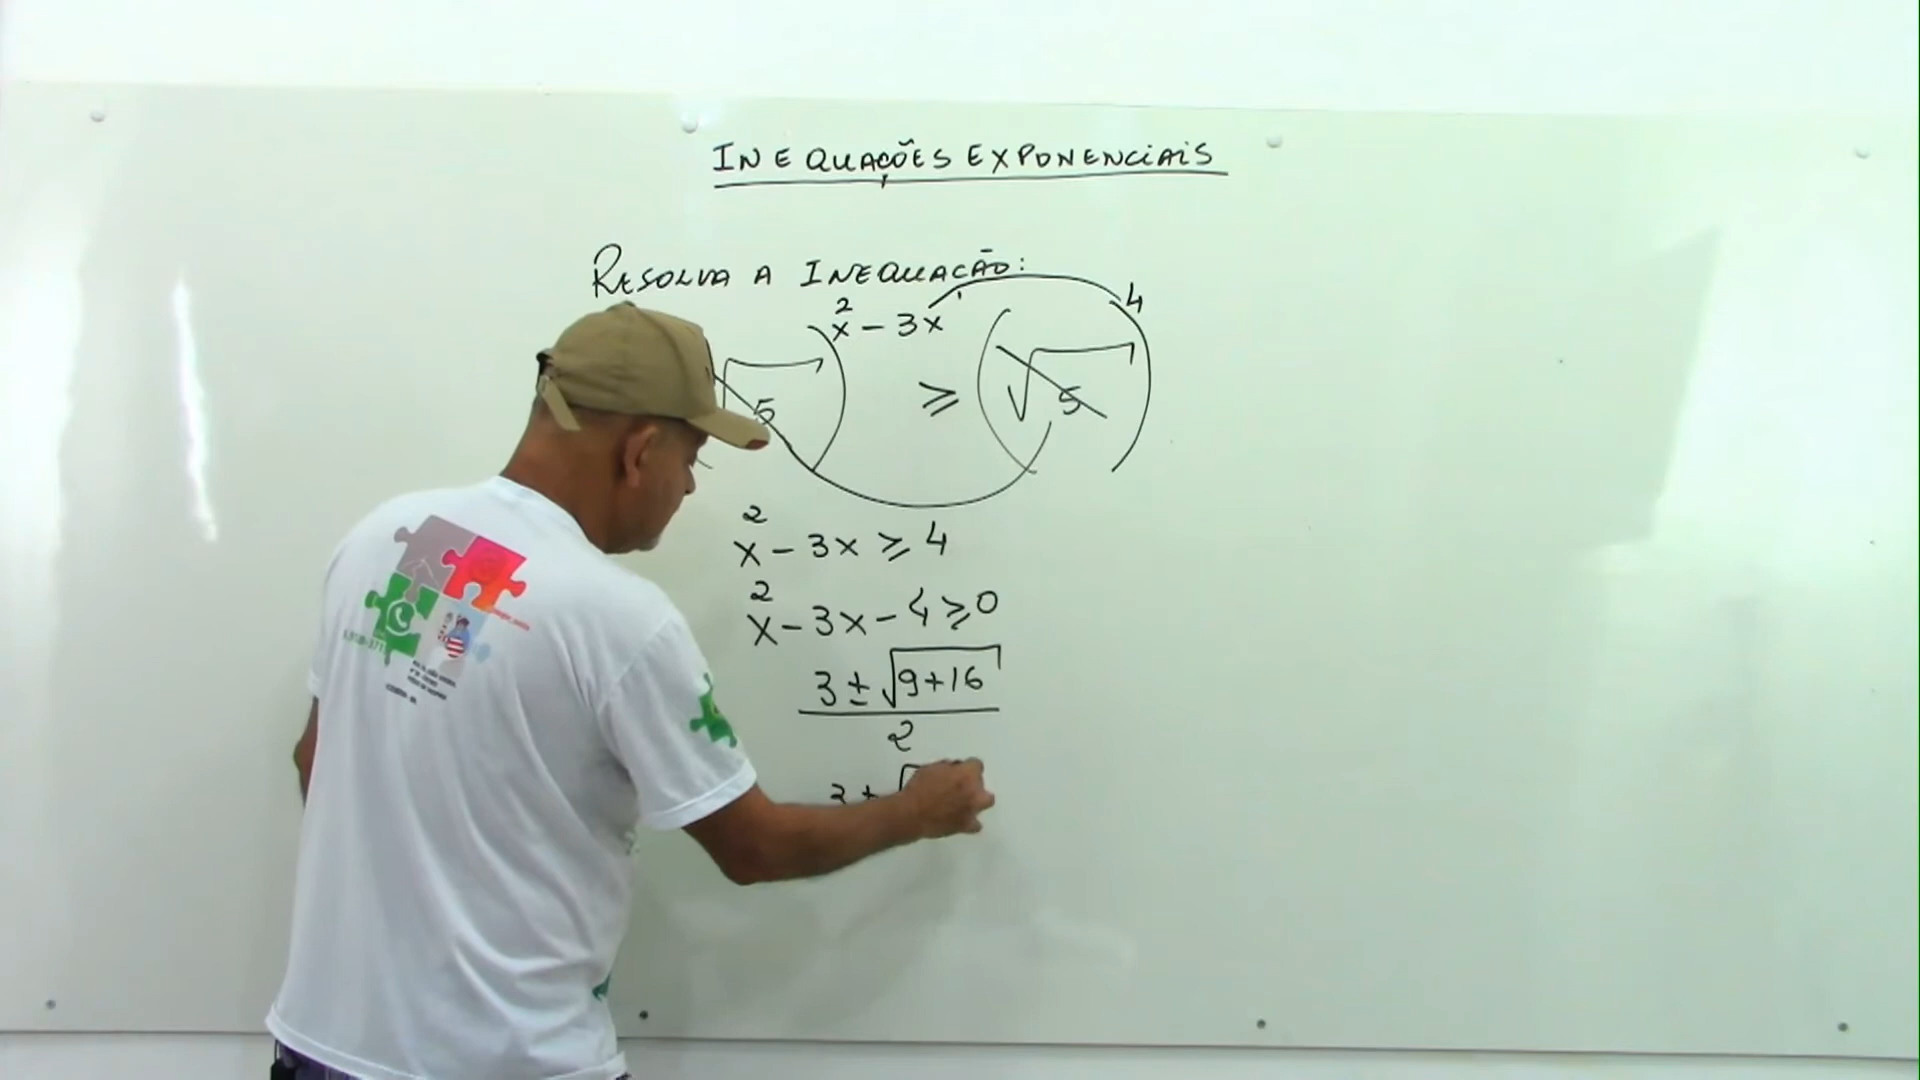 INEQUAÇÕES EXPONENCIAIS
RESOLVA A INEQUAÇÃO:
(√5)^(x² - 3x) ≥ (√5)^4
x² - 3x ≥ 4
x² - 3x - 4 ≥ 0
3 ± √9+16
2
3 ± √